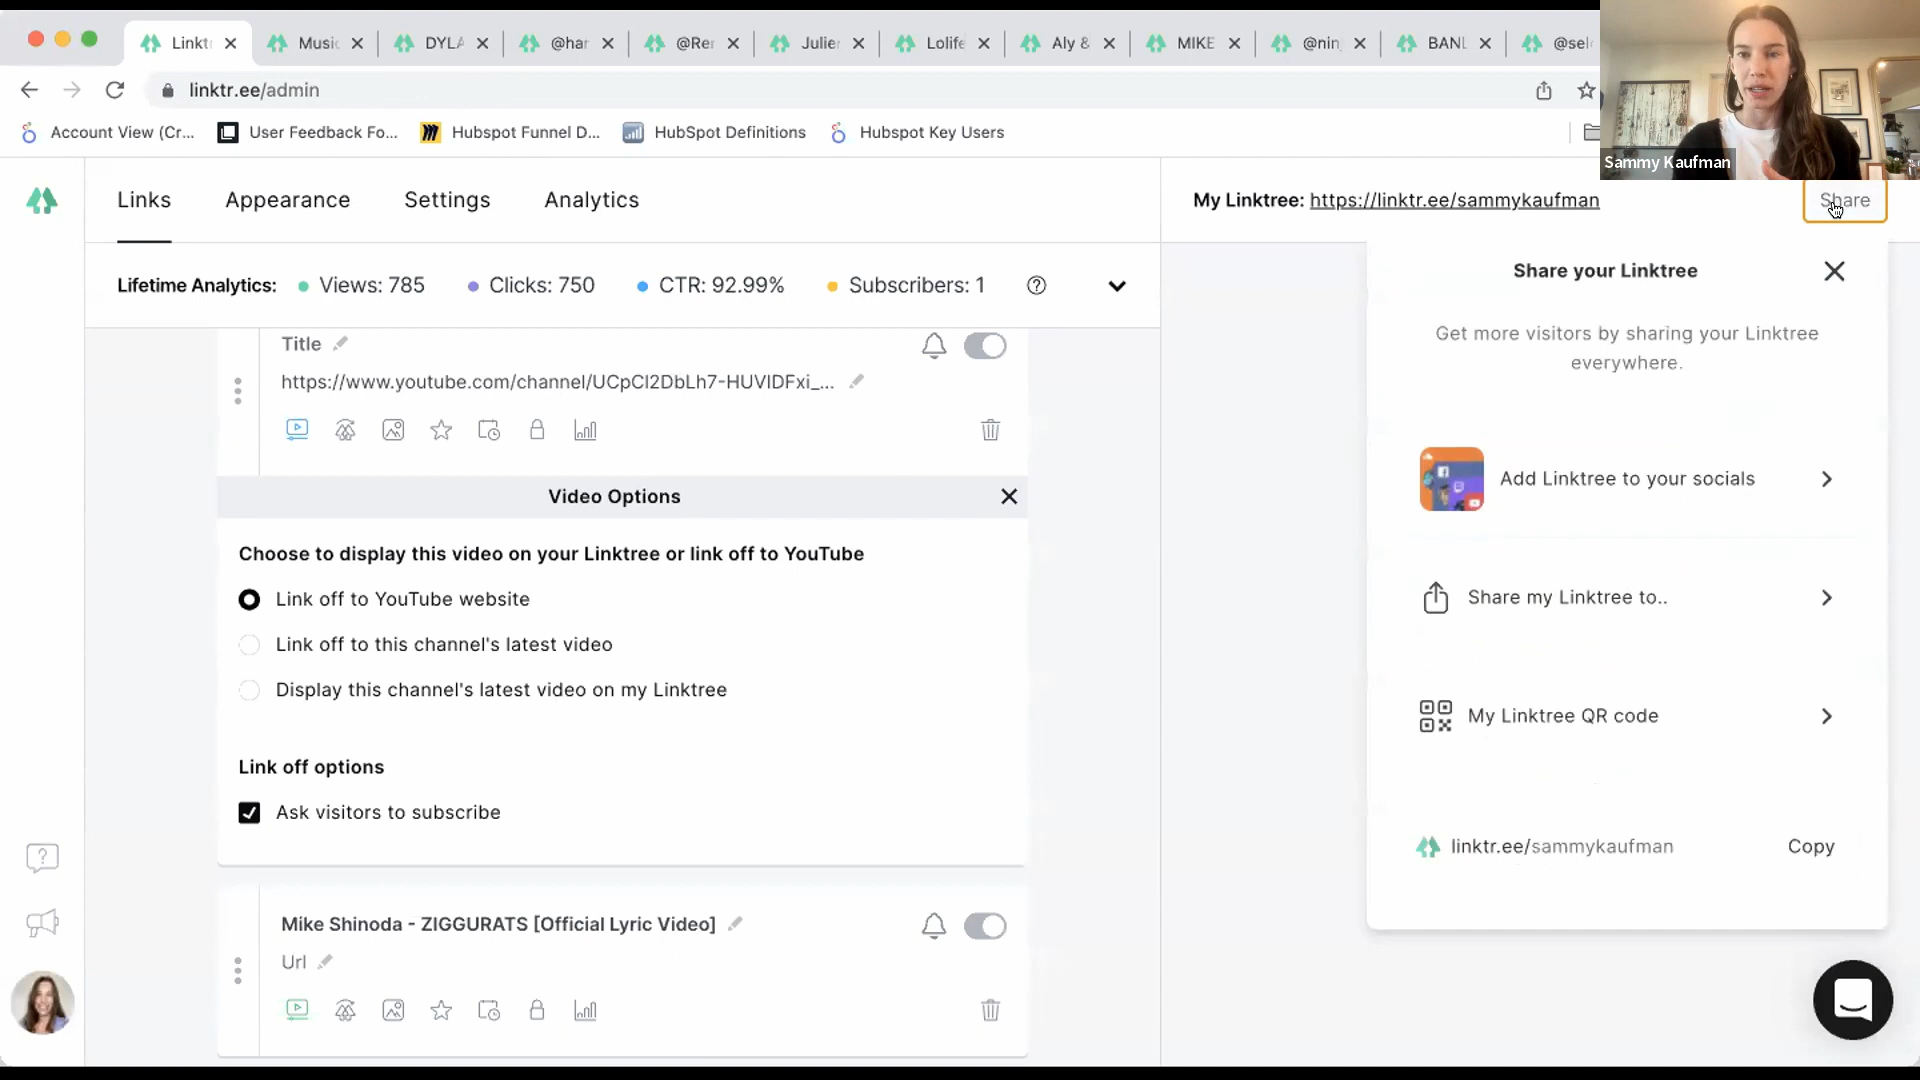 Linktr
Music
DYLA
@har
@Rer
Julie
Lolife
Aly &
MIKE
@nin
BANL
@sel
linktr.ee/admin
Account View (Cr...
User Feedback Fo...
Hubspot Funnel D...
HubSpot Definitions
Hubspot Key Users
Sammy Kaufman
Links
Appearance
Settings
Analytics
My Linktree: https://linktr.ee/sammykaufman
Share
Lifetime Analytics:
Views: 785
Clicks: 750
CTR: 92.99%
Subscribers: 1
Share your Linktree
Get more visitors by sharing your Linktree
everywhere.
Title
https://www.youtube.com/channel/UCpCl2DbLh7-HUVIDFxi_...
Add Linktree to your socials
Video Options
Choose to display this video on your Linktree or link off to YouTube
Link off to YouTube website
Share my Linktree to..
Link off to this channel's latest video
Display this channel's latest video on my Linktree
My Linktree QR code
Link off options
Ask visitors to subscribe
linktr.ee/sammykaufman
Copy
Mike Shinoda - ZIGGURATS [Official Lyric Video]
Url